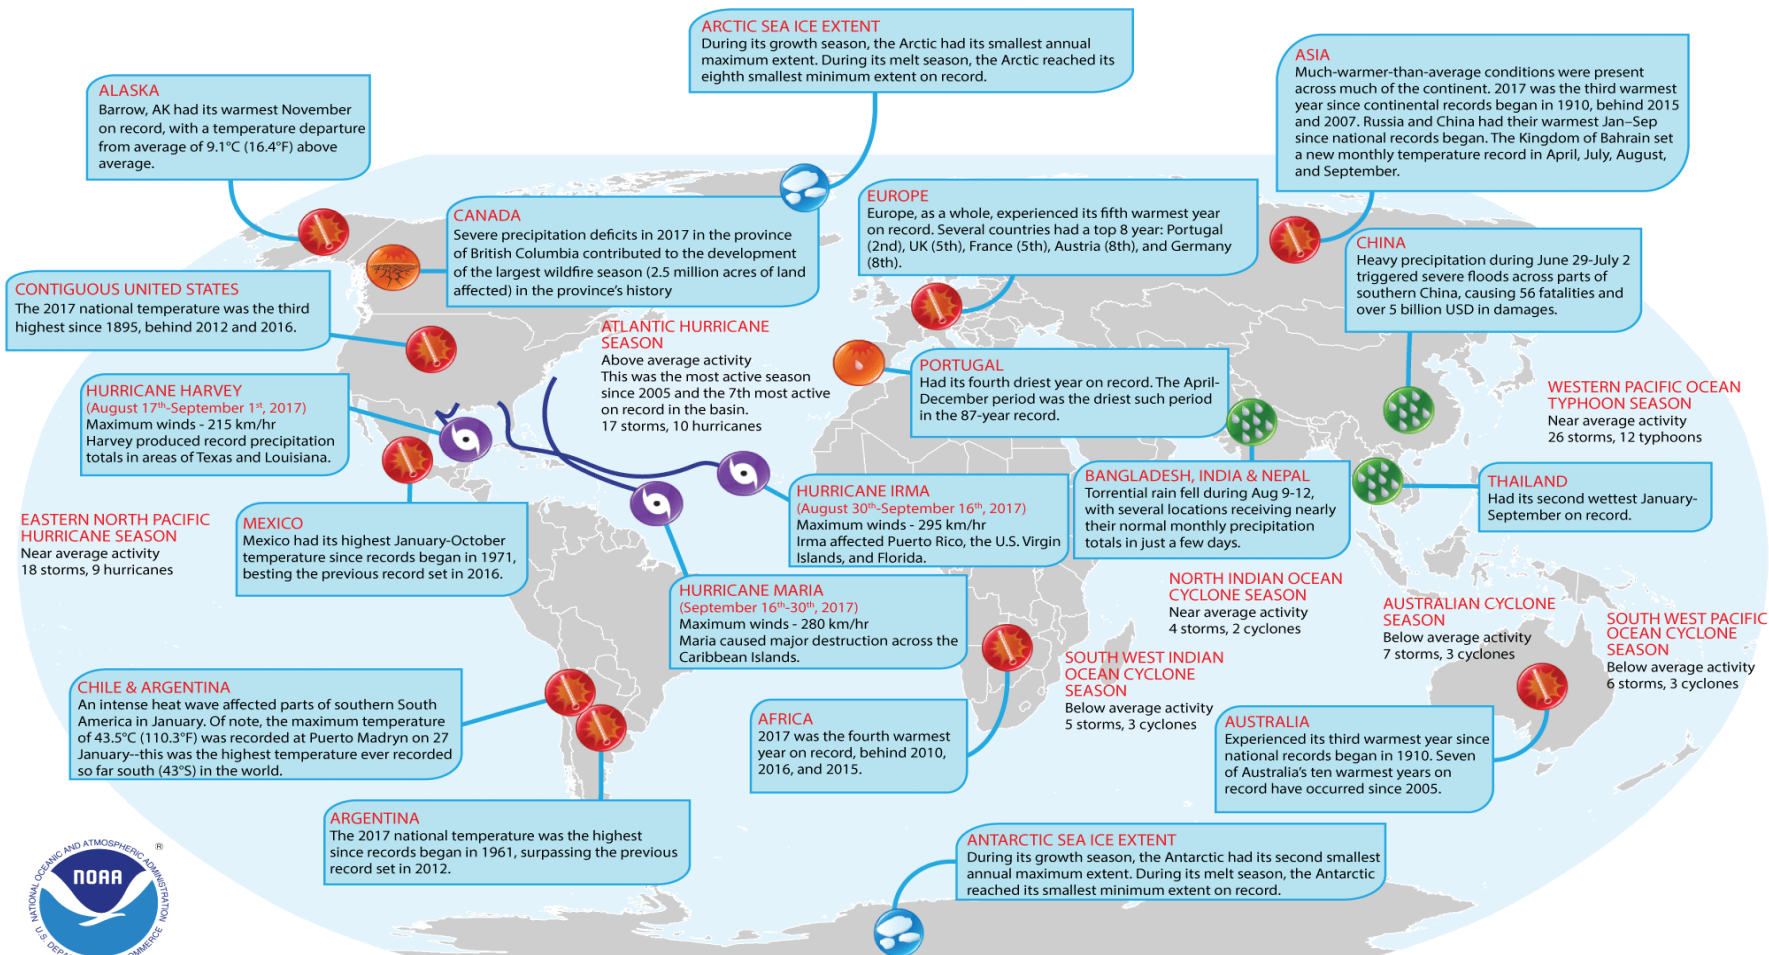 ARCTIC SEA ICE EXTENT
During its growth season, the Arctic had its smallest annual
maximum extent. During its melt season, the Arctic reached its
eighth smallest minimum extent on record.
ASIA
Much-warmer-than-average conditions were present
across much of the continent. 2017 was the third warmest
year since continental records began in 1910, behind 2015
and 2007. Russia and China had their warmest Jan–Sep
since national records began. The Kingdom of Bahrain set
a new monthly temperature record in April, July, August,
and September.
ALASKA
Barrow, AK had its warmest November
on record, with a temperature departure
from average of 9.1°C (16.4°F) above
average.
CANADA
Severe precipitation deficits in 2017 in the province
of British Columbia contributed to the development
of the largest wildfire season (2.5 million acres of land
affected) in the province's history
EUROPE
Europe, as a whole, experienced its fifth warmest year
on record. Several countries had a top 8 year: Portugal
(2nd), UK (5th), France (5th), Austria (8th), and Germany
(8th).
CHINA
Heavy precipitation during June 29-July 2
triggered severe floods across parts of
southern China, causing 56 fatalities and
over 5 billion USD in damages.
CONTIGUOUS UNITED STATES
The 2017 national temperature was the third
highest since 1895, behind 2012 and 2016.
ATLANTIC HURRICANE
SEASON
Above average activity
This was the most active season
since 2005 and the 7th most active
on record in the basin.
17 storms, 10 hurricanes
PORTUGAL
Had its fourth driest year on record. The April-
December period was the driest such period
in the 87-year record.
HURRICANE HARVEY
(August 17th-September 1st, 2017)
Maximum winds - 215 km/hr
Harvey produced record precipitation
totals in areas of Texas and Louisiana.
WESTERN PACIFIC OCEAN
TYPHOON SEASON
Near average activity
26 storms, 12 typhoons
HURRICANE IRMA
(August 30th-September 16th, 2017)
Maximum winds - 295 km/hr
Irma affected Puerto Rico, the U.S. Virgin
Islands, and Florida.
BANGLADESH, INDIA & NEPAL
Torrential rain fell during Aug 9-12,
with several locations receiving nearly
their normal monthly precipitation
totals in just a few days.
THAILAND
Had its second wettest January-
September on record.
EASTERN NORTH PACIFIC
HURRICANE SEASON
Near average activity
18 storms, 9 hurricanes
MEXICO
Mexico had its highest January-October
temperature since records began in 1971,
besting the previous record set in 2016.
HURRICANE MARIA
(September 16th-30th, 2017)
Maximum winds - 280 km/hr
Maria caused major destruction across the
Caribbean Islands.
NORTH INDIAN OCEAN
CYCLONE SEASON
Near average activity
4 storms, 2 cyclones
AUSTRALIAN CYCLONE
SEASON
Below average activity
7 storms, 3 cyclones
SOUTH WEST PACIFIC
OCEAN CYCLONE
SEASON
Below average activity
6 storms, 3 cyclones
SOUTH WEST INDIAN
OCEAN CYCLONE
SEASON
Below average activity
5 storms, 3 cyclones
CHILE & ARGENTINA
An intense heat wave affected parts of southern South
America in January. Of note, the maximum temperature
of 43.5°C (110.3°F) was recorded at Puerto Madryn on 27
January--this was the highest temperature ever recorded
so far south (43°S) in the world.
AFRICA
2017 was the fourth warmest
year on record, behind 2010,
2016, and 2015.
AUSTRALIA
Experienced its third warmest year since
national records began in 1910. Seven
of Australia's ten warmest years on
record have occurred since 2005.
ARGENTINA
The 2017 national temperature was the highest
since records began in 1961, surpassing the previous
record set in 2012.
ANTARCTIC SEA ICE EXTENT
During its growth season, the Antarctic had its second smallest
annual maximum extent. During its melt season, the Antarctic
reached its smallest minimum extent on record.
NATIONAL OCEANIC AND ATMOSPHERIC ADMINISTRATION
®
NOAA
U.S.